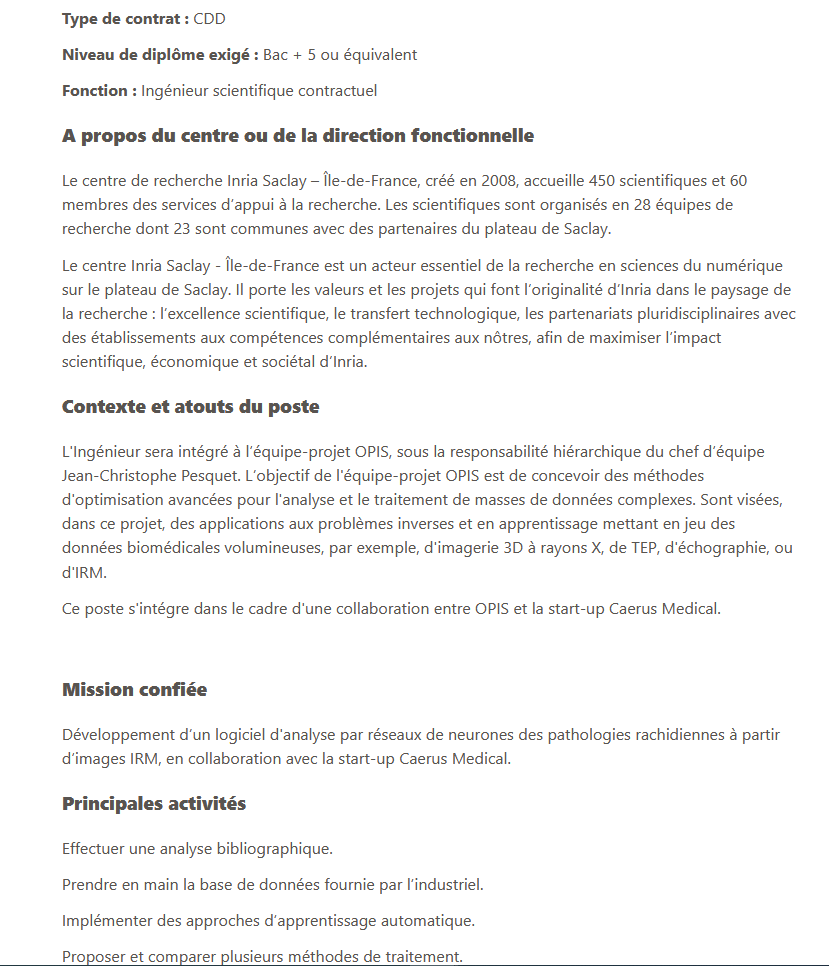 Type de contrat : CDD
Niveau de diplôme exigé : Bac + 5 ou équivalent
Fonction : Ingénieur scientifique contractuel
A propos du centre ou de la direction fonctionnelle
Le centre de recherche Inria Saclay – Île-de-France, créé en 2008, accueille 450 scientifiques et 60
membres des services d’appui à la recherche. Les scientifiques sont organisés en 28 équipes de
recherche dont 23 sont communes avec des partenaires du plateau de Saclay.
Le centre Inria Saclay - Île-de-France est un acteur essentiel de la recherche en sciences du numérique
sur le plateau de Saclay. Il porte les valeurs et les projets qui font l’originalité d’Inria dans le paysage de
la recherche : l’excellence scientifique, le transfert technologique, les partenariats pluridisciplinaires avec
des établissements aux compétences complémentaires aux nôtres, afin de maximiser l’impact
scientifique, économique et sociétal d’Inria.
Contexte et atouts du poste
L'Ingénieur sera intégré à l’équipe-projet OPIS, sous la responsabilité hiérarchique du chef d’équipe
Jean-Christophe Pesquet. L’objectif de l'équipe-projet OPIS est de concevoir des méthodes
d'optimisation avancées pour l'analyse et le traitement de masses de données complexes. Sont visées,
dans ce projet, des applications aux problèmes inverses et en apprentissage mettant en jeu des
données biomédicales volumineuses, par exemple, d'imagerie 3D à rayons X, de TEP, d'échographie, ou
d'IRM.
Ce poste s'intégre dans le cadre d'une collaboration entre OPIS et la start-up Caerus Medical.
Mission confiée
Développement d’un logiciel d'analyse par réseaux de neurones des pathologies rachidiennes à partir
d’images IRM, en collaboration avec la start-up Caerus Medical.
Principales activités
Effectuer une analyse bibliographique.
Prendre en main la base de données fournie par l’industriel.
Implémenter des approches d’apprentissage automatique.
Proposer et comparer plusieurs méthodes de traitement.